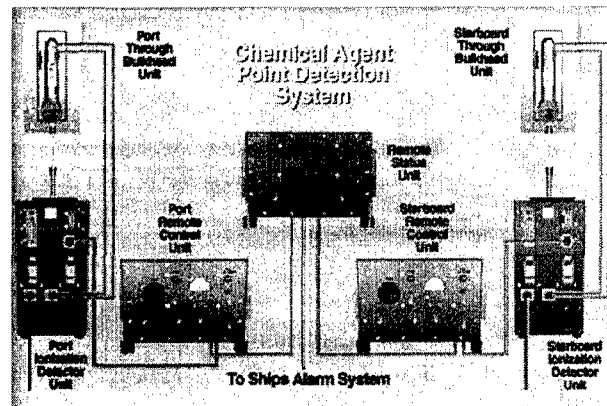 Port
Through
Bulkhead
Unit
Chemical Agent
Point Detection
System
Starboard
Through
Bulkhead
Unit
Remote
Status
Unit
Port
Remote
Control
Unit
Starboard
Remote
Control
Unit
Port
Ionization
Detector
Unit
To Ships Alarm System
Starboard
Ionization
Detector
Unit